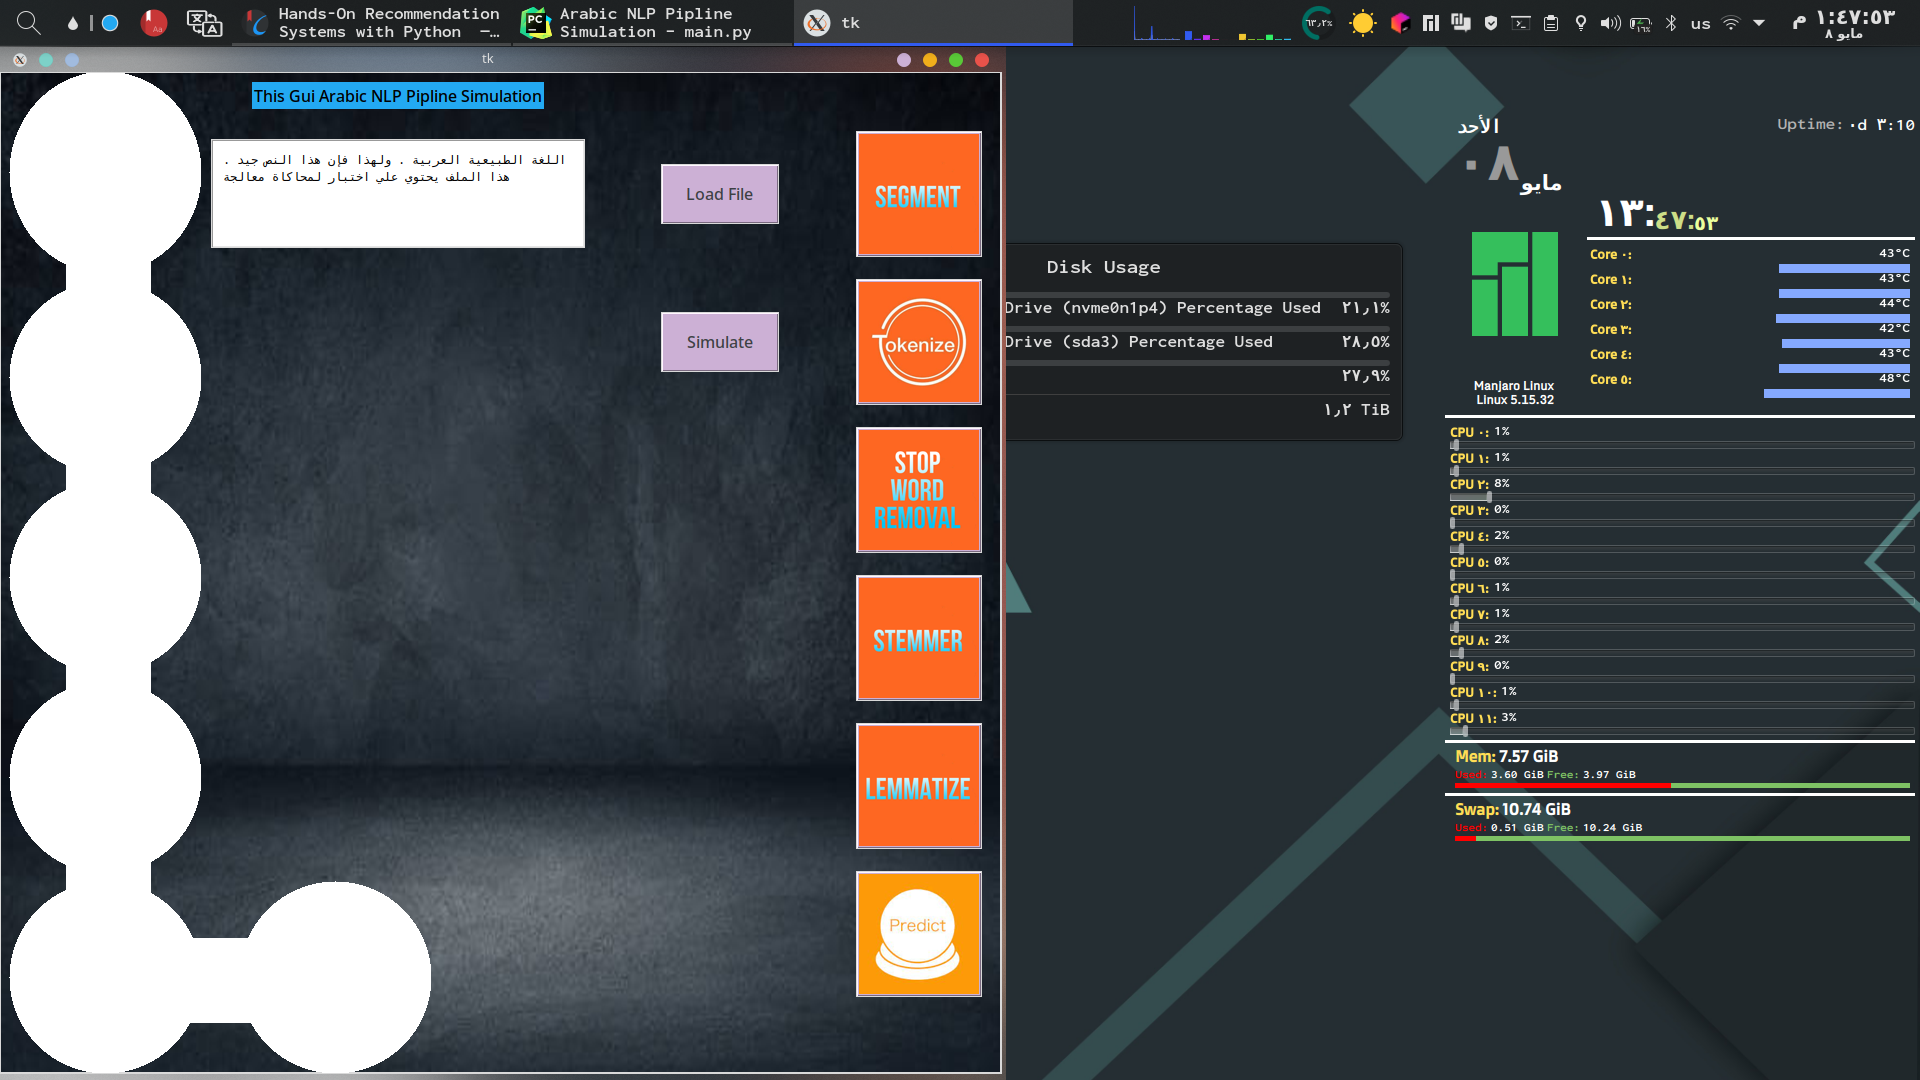 Hands-On Recommendation
Systems with Python —...
Arabic NLP Pipline
Simulation - main.py
tk
٦٣٫٢%
١٦%
us
١:٤٧:٥٣ م
٨ مايو
tk
This Gui Arabic NLP Pipline Simulation
اللغة الطبيعية العربية . ولهذا فإن هذا النص جيد .
هذا الملف يحتوي علي اختبار لمحاكاة معالجة
Load File
Simulate
SEGMENT
Tokenize
STOP
WORD
REMOVAL
STEMMER
LEMMATIZE
Predict
Disk Usage
Drive (nvme0n1p4) Percentage Used ٢١٫١%
Drive (sda3) Percentage Used ٢٨٫٥%
٢٧٫٩%
١٫٢ TiB
الأحد
٠٨
مايو
Uptime: ٠d ٣:10
١٣:٤٧:٥٣
Manjaro Linux
Linux 5.15.32
Core ٠: 43°C
Core ١: 43°C
Core ٢: 44°C
Core ٣: 42°C
Core ٤: 43°C
Core ٥: 48°C
CPU ٠: 1%
CPU ١: 1%
CPU ٢: 8%
CPU ٣: 0%
CPU ٤: 2%
CPU ٥: 0%
CPU ٦: 1%
CPU ٧: 1%
CPU ٨: 2%
CPU ٩: 0%
CPU ١٠: 1%
CPU ١١: 3%
Mem: 7.57 GiB
Used: 3.60 GiB Free: 3.97 GiB
Swap: 10.74 GiB
Used: 0.51 GiB Free: 10.24 GiB